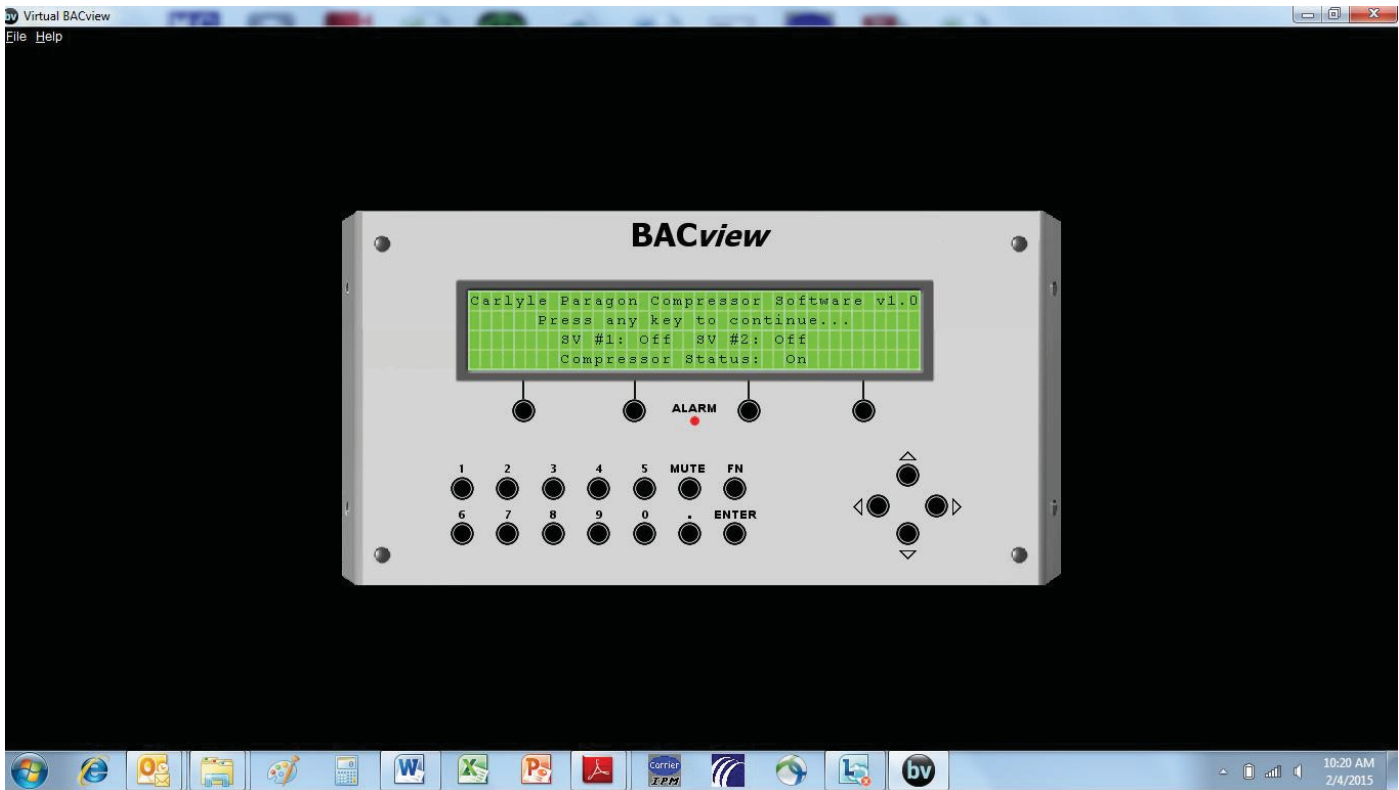 bv Virtual BACview
File Help
BACview
Carlyle Paragon Compressor Software v1.0
Press any key to continue...
SV #1: Off SV #2: Off
Compressor Status: On
ALARM
1 2 3 4 5 MUTE FN
6 7 8 9 0 . ENTER
Carrier
IPM
bv
10:20 AM
2/4/2015